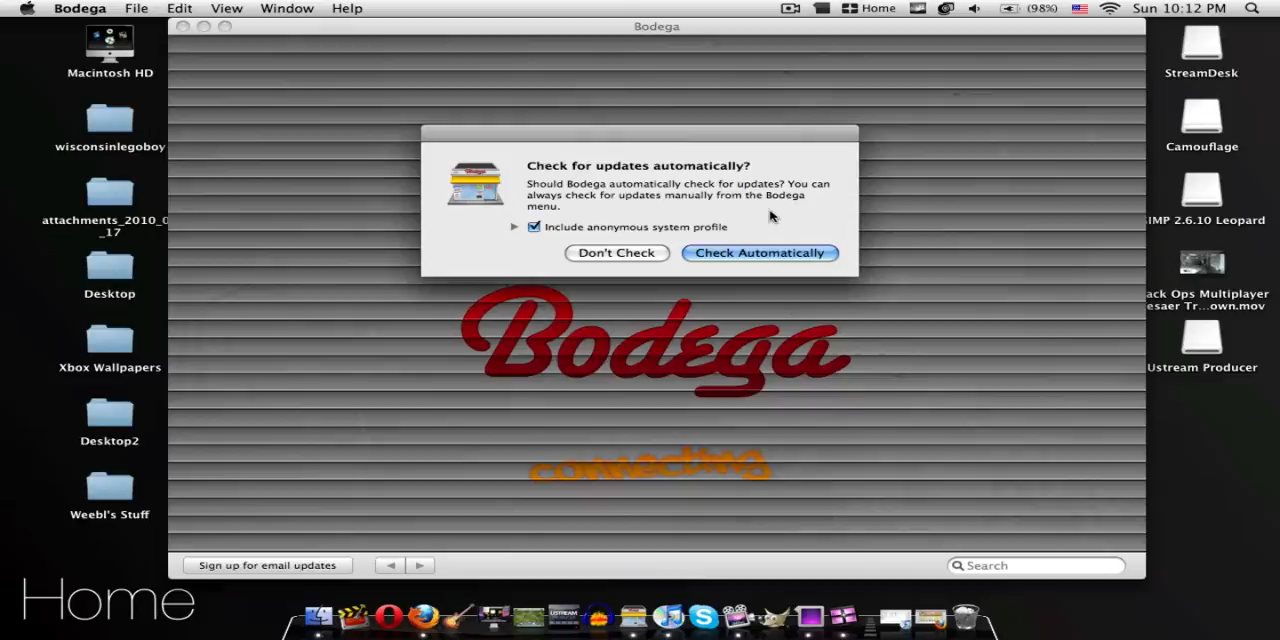 Bodega File Edit View Window Help
Home (98%) Sun 10:12 PM
Bodega
Macintosh HD
wisconsinlegoboy
attachments_2010_0
_17
Desktop
Xbox Wallpapers
Desktop2
Weebl's Stuff
Check for updates automatically?
Should Bodega automatically check for updates? You can
always check for updates manually from the Bodega
menu.
Include anonymous system profile
Don't Check Check Automatically
Bodega
connecting
Sign up for email updates
Search
StreamDesk
Camouflage
IMP 2.6.10 Leopard
ack Ops Multiplayer
esaer Tr...own.mov
Ustream Producer
Home
USTREAM